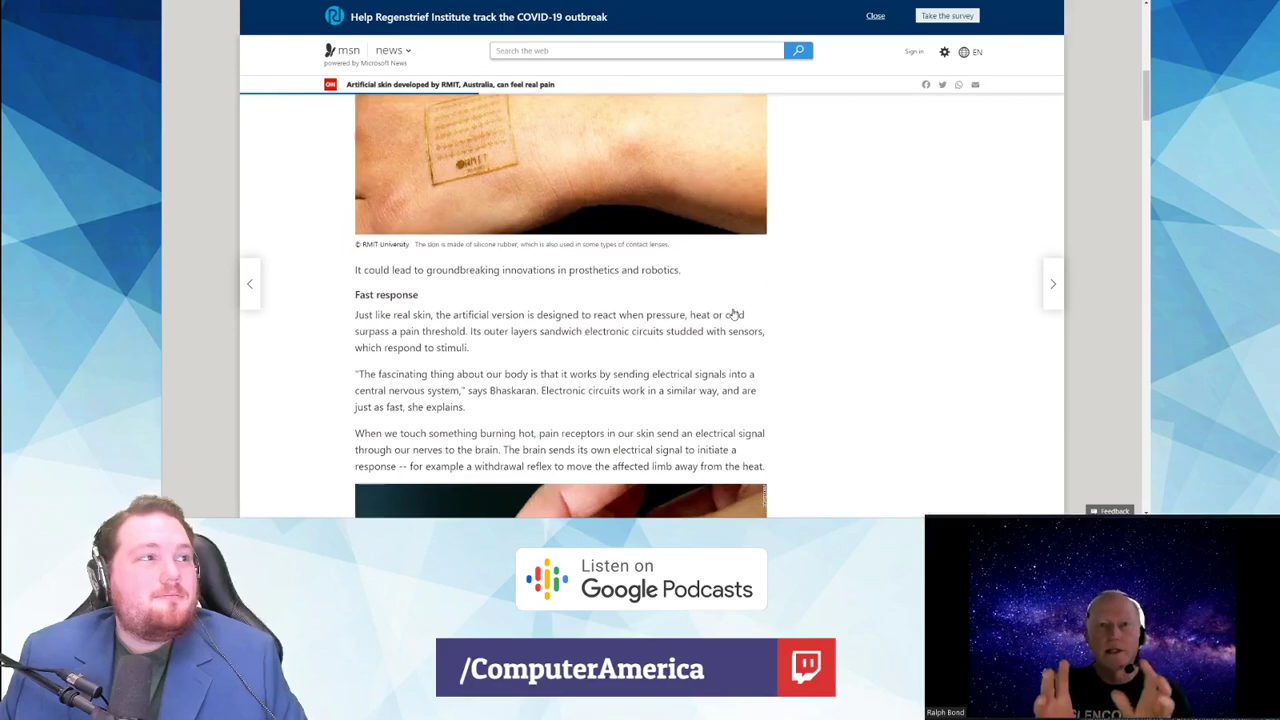 Help Regenstrief Institute track the COVID-19 outbreak
Close
Take the survey
msn
news
powered by Microsoft News
Search the web
Sign in
EN
CNN
Artificial skin developed by RMIT, Australia, can feel real pain
RMIT
© RMIT University The skin is made of silicone rubber, which is also used in some types of contact lenses.
It could lead to groundbreaking innovations in prosthetics and robotics.
Fast response
Just like real skin, the artificial version is designed to react when pressure, heat or cold
surpass a pain threshold. Its outer layers sandwich electronic circuits studded with sensors,
which respond to stimuli.
"The fascinating thing about our body is that it works by sending electrical signals into a
central nervous system," says Bhaskaran. Electronic circuits work in a similar way, and are
just as fast, she explains.
When we touch something burning hot, pain receptors in our skin send an electrical signal
through our nerves to the brain. The brain sends its own electrical signal to initiate a
response -- for example a withdrawal reflex to move the affected limb away from the heat.
Feedback
Listen on
Google Podcasts
/ComputerAmerica
Ralph Bond
GLENCO